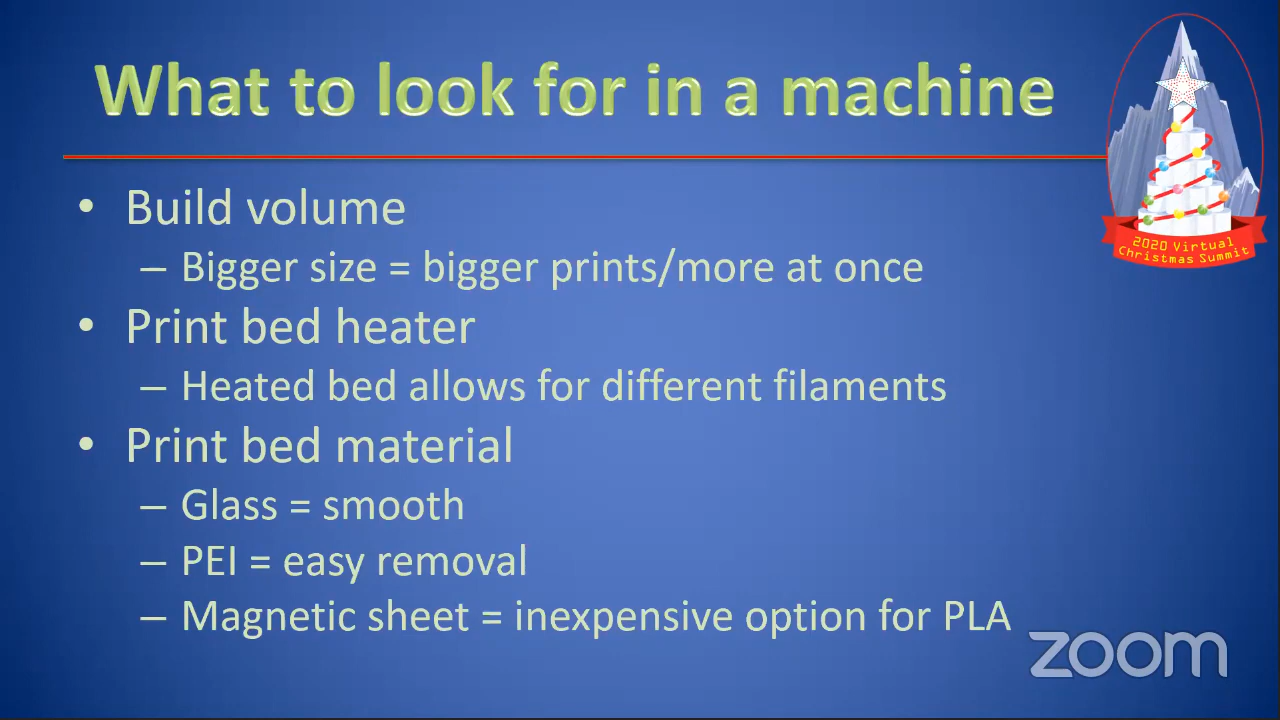 What to look for in a machine
• Build volume
– Bigger size = bigger prints/more at once
• Print bed heater
– Heated bed allows for different filaments
• Print bed material
– Glass = smooth
– PEI = easy removal
– Magnetic sheet = inexpensive option for PLA
2020 Virtual
Christmas Summit
zoom